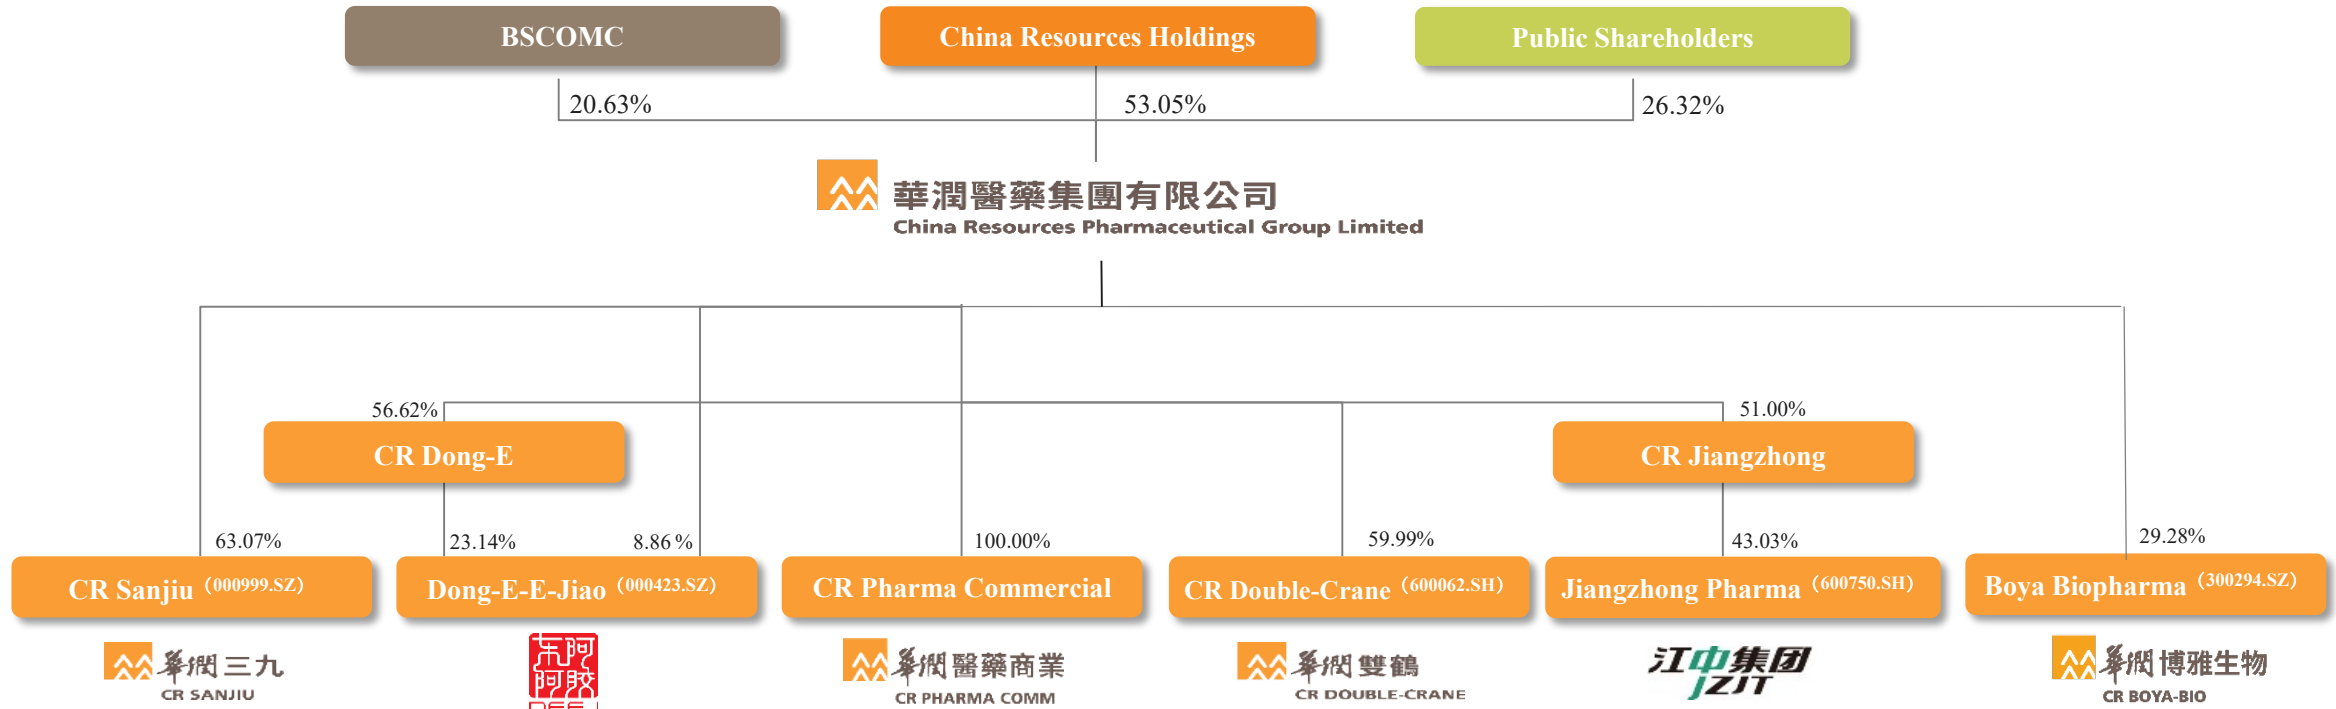 BSCOMC
China Resources Holdings
Public Shareholders
20.63%
53.05%
26.32%
華潤醫藥集團有限公司
China Resources Pharmaceutical Group Limited
56.62%
51.00%
CR Dong-E
CR Jiangzhong
63.07%
23.14%
8.86%
100.00%
59.99%
43.03%
29.28%
CR Sanjiu（000999.SZ）
Dong-E-E-Jiao（000423.SZ）
CR Pharma Commercial
CR Double-Crane（600062.SH）
Jiangzhong Pharma（600750.SH）
Boya Biopharma（300294.SZ）
華潤三九
CR SANJIU
东阿
阿胶
華潤醫藥商業
CR PHARMA COMM
華潤雙鶴
CR DOUBLE-CRANE
江中集团
JZJT
華潤博雅生物
CR BOYA-BIO